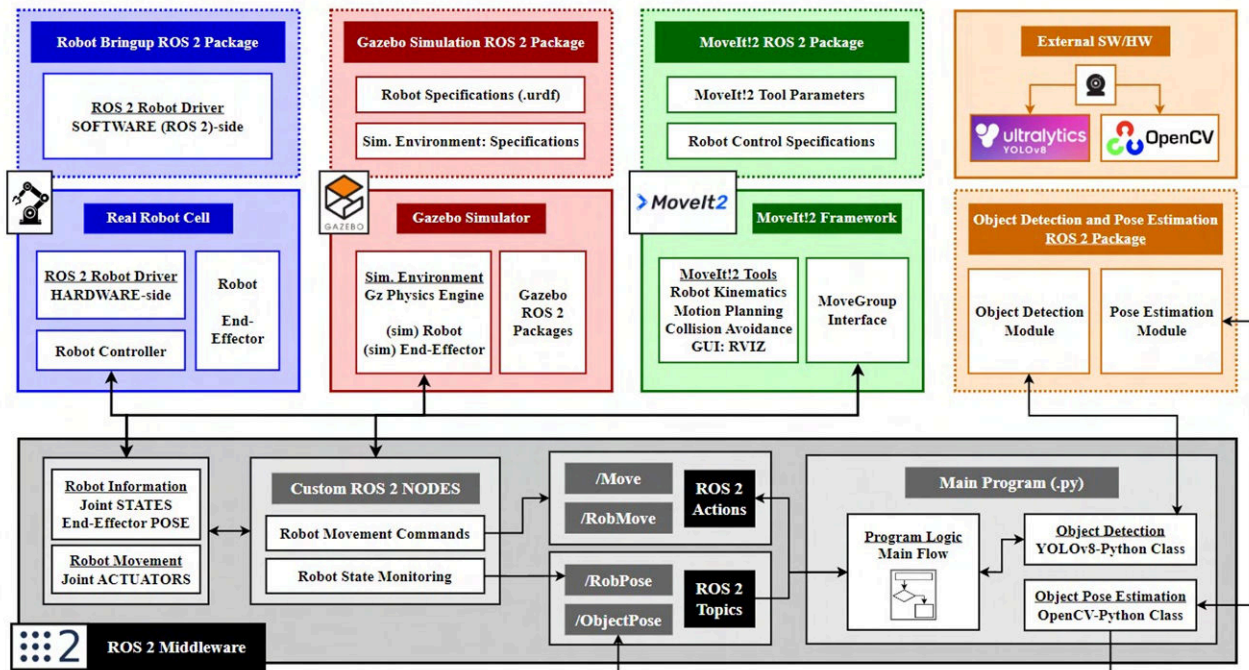 Robot Bringup ROS 2 Package
ROS 2 Robot Driver
SOFTWARE (ROS 2)-side
Real Robot Cell
ROS 2 Robot Driver
HARDWARE-side
Robot Controller
Robot
End-
Effector
Gazebo Simulation ROS 2 Package
Robot Specifications (.urdf)
Sim. Environment: Specifications
GAZEBO
Gazebo Simulator
Sim. Environment
Gz Physics Engine
(sim) Robot
(sim) End-Effector
Gazebo
ROS 2
Packages
MoveIt!2 ROS 2 Package
MoveIt!2 Tool Parameters
Robot Control Specifications
MoveIt2
MoveIt!2 Framework
MoveIt!2 Tools
Robot Kinematics
Motion Planning
Collision Avoidance
GUI: RVIZ
MoveGroup
Interface
External SW/HW
ultralytics
YOLOv8
OpenCV
Object Detection and Pose Estimation
ROS 2 Package
Object Detection
Module
Pose Estimation
Module
Robot Information
Joint STATES
End-Effector POSE
Robot Movement
Joint ACTUATORS
Custom ROS 2 NODES
Robot Movement Commands
Robot State Monitoring
/Move
/RobMove
ROS 2
Actions
/RobPose
/ObjectPose
ROS 2
Topics
Main Program (.py)
Program Logic
Main Flow
Object Detection
YOLOv8-Python Class
Object Pose Estimation
OpenCV-Python Class
2
ROS 2 Middleware